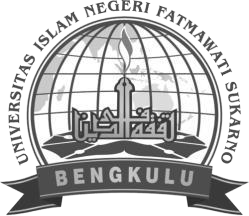 UNIVERSITAS ISLAM NEGERI FATMAWATI SUKARNO
BENGKULU